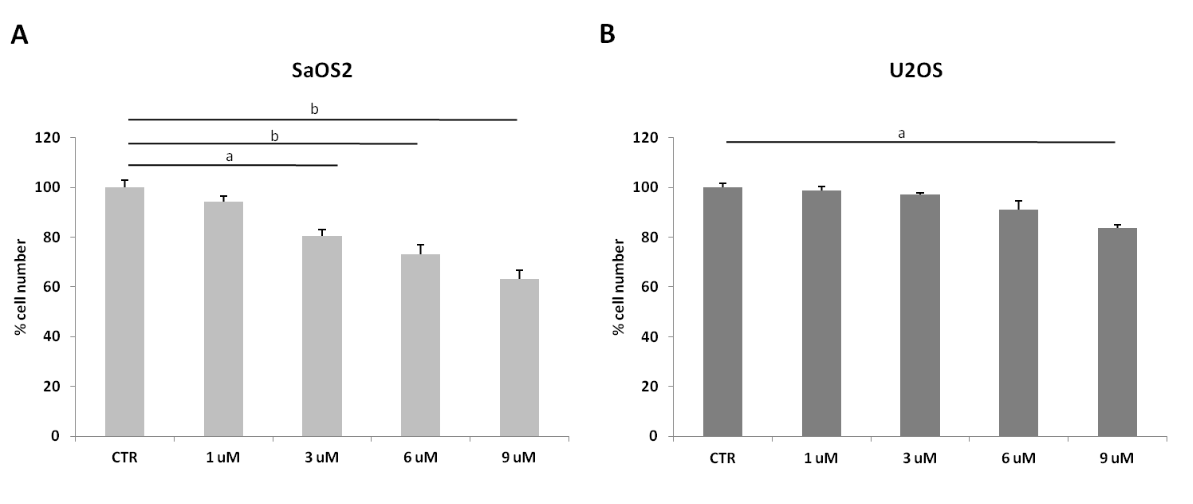 A
SaOS2
b
b
a
120
100
80
60
40
20
0
% cell number
CTR
1 uM
3 uM
6 uM
9 uM
B
U2OS
a
120
100
80
60
40
20
0
% cell number
CTR
1 uM
3 uM
6 uM
9 uM